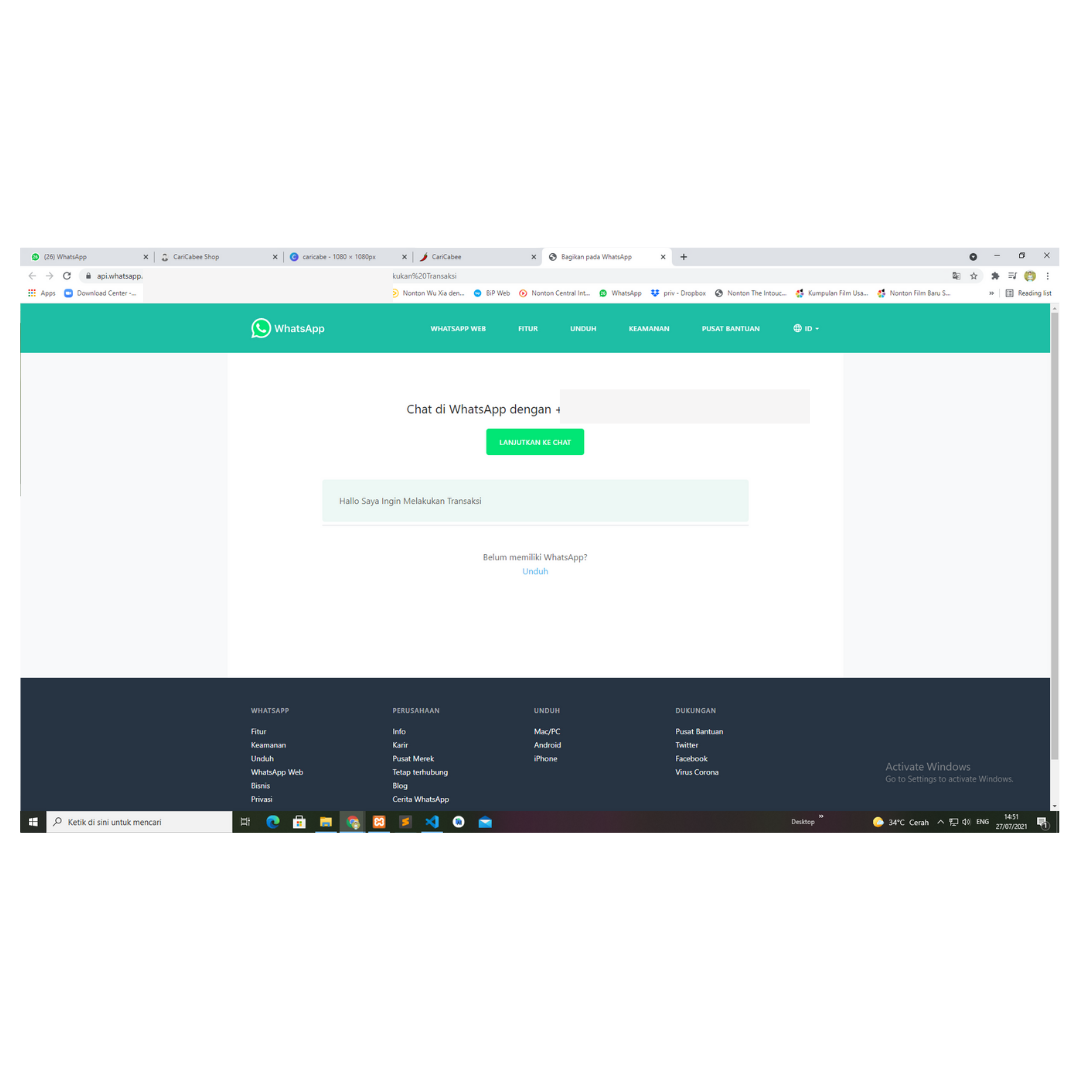 (26) WhatsApp
CariCabee Shop
caricabe - 1080 × 1080px
CariCabee
Bagikan pada WhatsApp
api.whatsapp. kukan%20Transaksi
Apps Download Center -... Nonton Wu Xia den... BiP Web Nonton Central Int... WhatsApp priv - Dropbox Nonton The Intouc... Kumpulan Film Usa... Nonton Film Baru S... » Reading list
WhatsApp WHATSAPP WEB FITUR UNDUH KEAMANAN PUSAT BANTUAN ID
Chat di WhatsApp dengan +
LANJUTKAN KE CHAT
Hallo Saya Ingin Melakukan Transaksi
Belum memiliki WhatsApp?
Unduh
WHATSAPP
Fitur
Keamanan
Unduh
WhatsApp Web
Bisnis
Privasi
PERUSAHAAN
Info
Karir
Pusat Merek
Tetap terhubung
Blog
Cerita WhatsApp
UNDUH
Mac/PC
Android
iPhone
DUKUNGAN
Pusat Bantuan
Twitter
Facebook
Virus Corona
Activate Windows
Go to Settings to activate Windows.
Ketik di sini untuk mencari
Desktop » 34°C Cerah ENG
14:51
27/07/2021